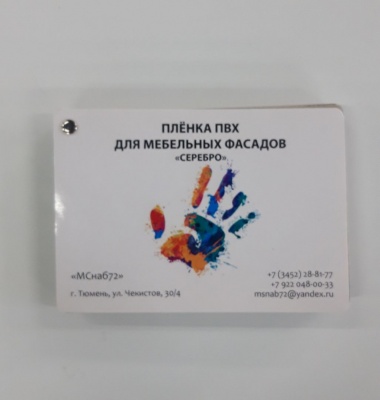 ПЛЁНКА ПВХ
ДЛЯ МЕБЕЛЬНЫХ ФАСАДОВ
«СЕРЕБРО»
«МСнаб72»
г. Тюмень, ул. Чекистов, 30/4
+7 (3452) 28-81-77
+7 922 048-00-33
msnab72@yandex.ru